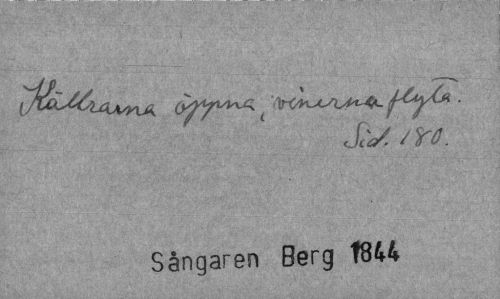 Källrarna öppna, vinerna flyta.
Sid. 180.
Sångaren Berg 1844